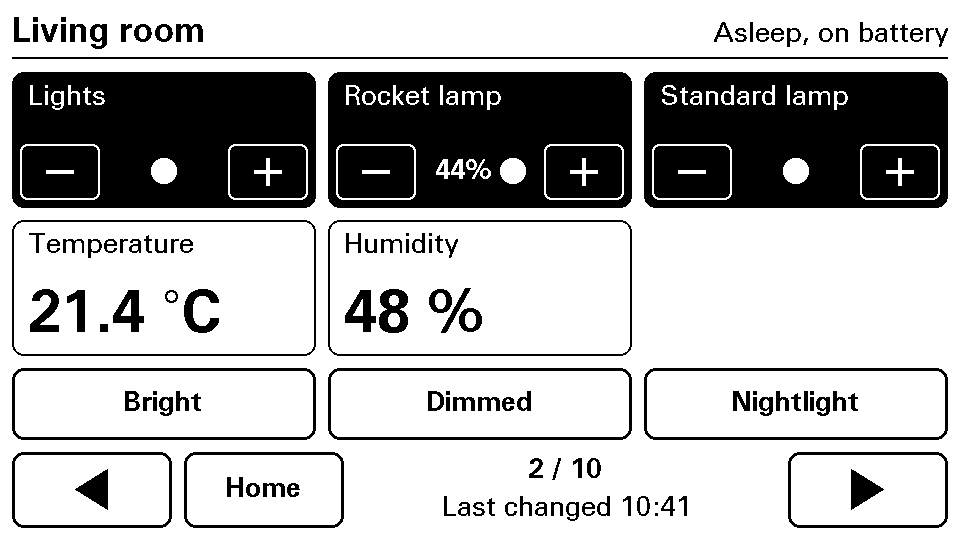 Living room
Asleep, on battery
Lights
Rocket lamp
Standard lamp
− +
− 44% +
− +
Temperature
Humidity
21.4 °C
48 %
Bright
Dimmed
Nightlight
Home
2 / 10
Last changed 10:41